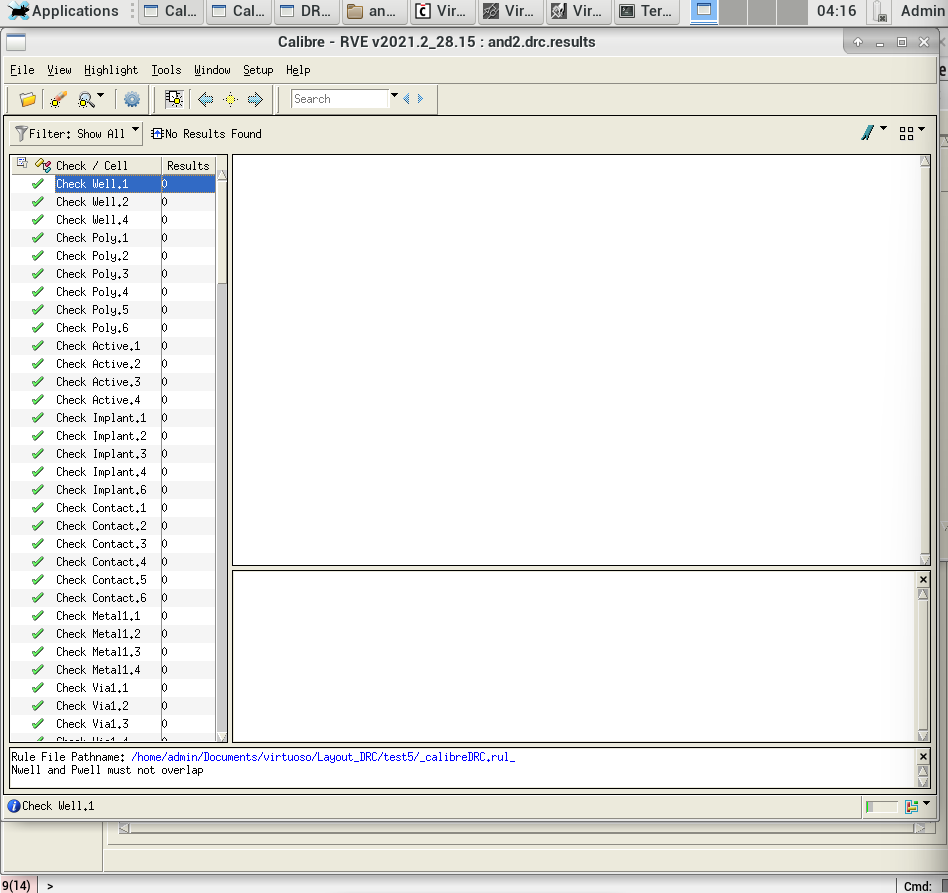 Applications Cal... Cal... DR... an... Vir... Vir... Vir... Ter... 04:16 Admin
Calibre - RVE v2021.2_28.15 : and2.drc.results
File View Highlight Tools Window Setup Help
Search
Filter: Show All No Results Found
Check / Cell Results
Check Well.1 0
Check Well.2 0
Check Well.4 0
Check Poly.1 0
Check Poly.2 0
Check Poly.3 0
Check Poly.4 0
Check Poly.5 0
Check Poly.6 0
Check Active.1 0
Check Active.2 0
Check Active.3 0
Check Active.4 0
Check Implant.1 0
Check Implant.2 0
Check Implant.3 0
Check Implant.4 0
Check Implant.6 0
Check Contact.1 0
Check Contact.2 0
Check Contact.3 0
Check Contact.4 0
Check Contact.5 0
Check Contact.6 0
Check Metal1.1 0
Check Metal1.2 0
Check Metal1.3 0
Check Metal1.4 0
Check Via1.1 0
Check Via1.2 0
Check Via1.3 0
Check Via1.4 0
Rule File Pathname: /home/admin/Documents/virtuoso/Layout_DRC/test5/_calibreDRC.rul_
Nwell and Pwell must not overlap
Check Well.1
9(14) > Cmd: